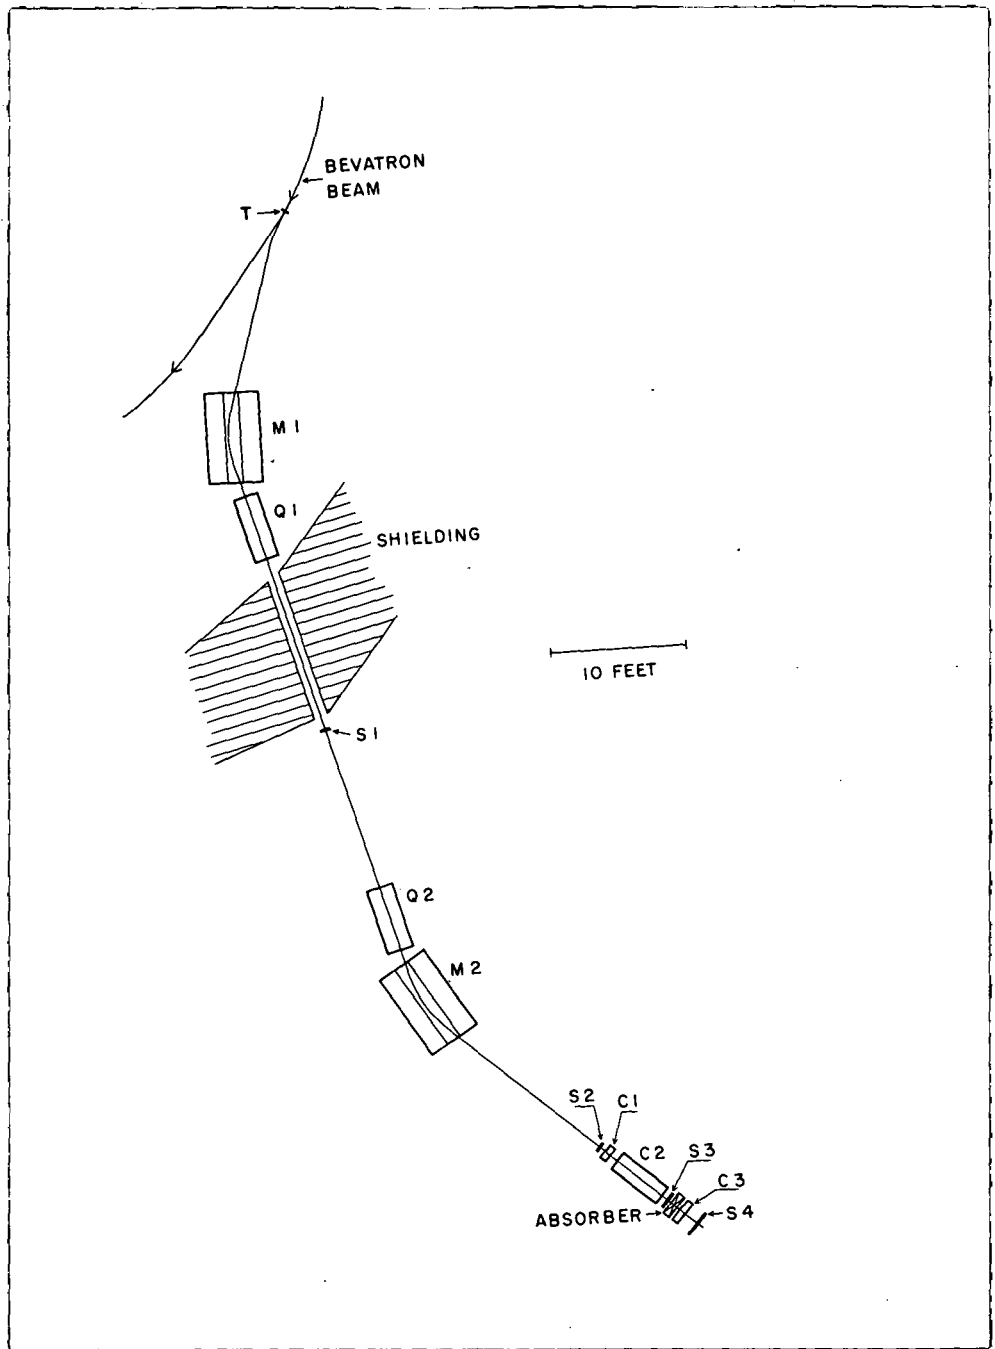 BEVATRON
BEAM
T
M 1
Q 1
SHIELDING
10 FEET
S 1
Q 2
M 2
S 2
C 1
C 2
S 3
C 3
ABSORBER
S 4